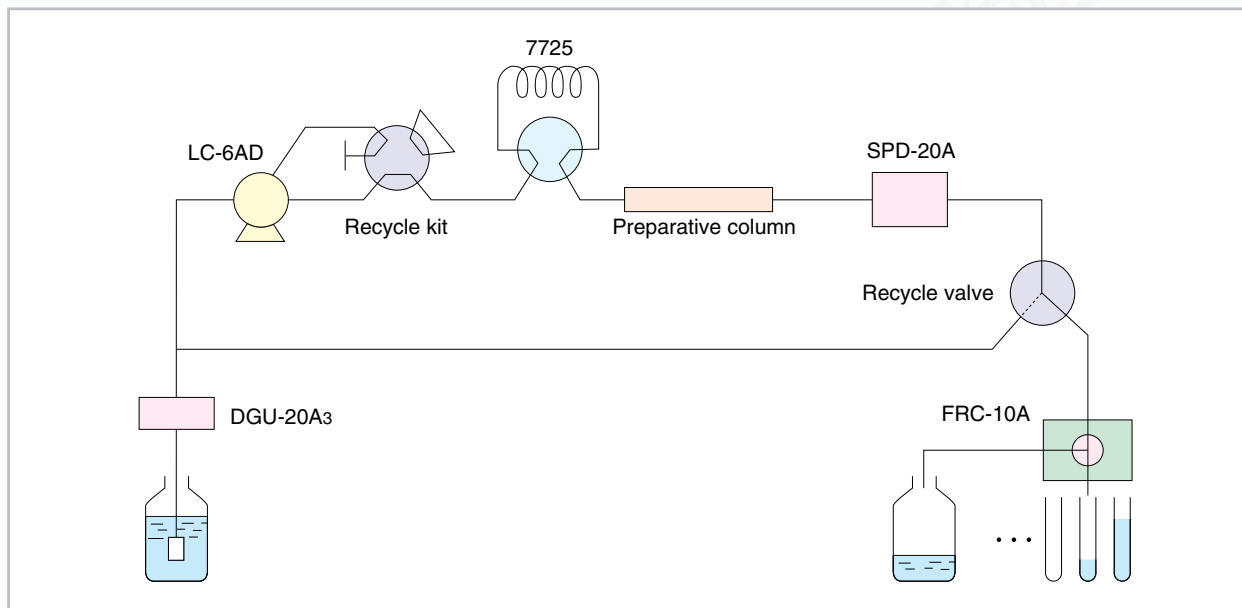 7725
LC-6AD
SPD-20A
Recycle kit
Preparative column
Recycle valve
DGU-20A3
FRC-10A